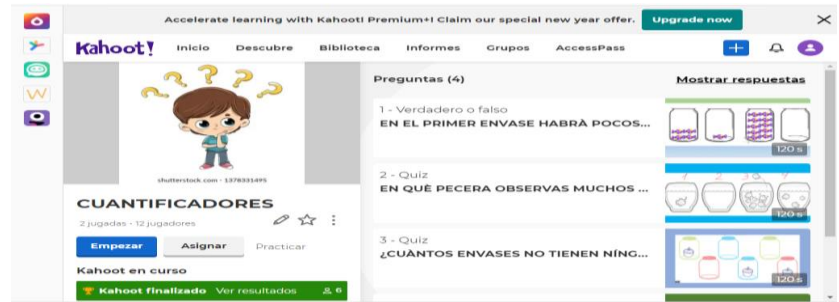 Accelerate learning with Kahoot! Premium+! Claim our special new year offer.
Upgrade now
Kahoot!
Inicio
Descubre
Biblioteca
Informes
Grupos
AccessPass
shutterstock.com · 1378331495
CUANTIFICADORES
2 jugadas · 12 jugadores
Empezar
Asignar
Practicar
Kahoot en curso
Kahoot finalizado
Ver resultados
6
Preguntas (4)
Mostrar respuestas
1 - Verdadero o falso
EN EL PRIMER ENVASE HABRÀ POCOS...
120 s
2 - Quiz
EN QUÈ PECERA OBSERVAS MUCHOS ...
120 s
3 - Quiz
¿CUÀNTOS ENVASES NO TIENEN NÍNG...
120 s